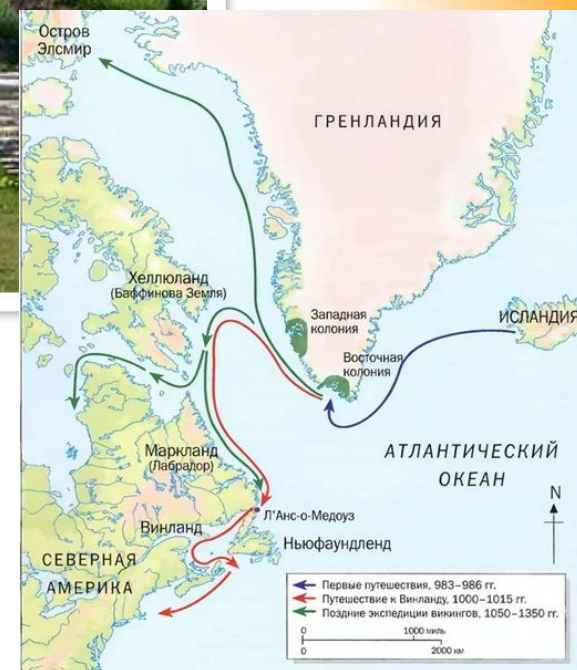 Остров
Элсмир
ГРЕНЛАНДИЯ
Хеллюланд
(Баффинова Земля)
Западная
колония
ИСЛАНДИЯ
Восточная
колония
АТЛАНТИЧЕСКИЙ
ОКЕАН
Маркланд
(Лабрадор)
N
Л'Анс-о-Медоуз
Винланд
Ньюфаундленд
СЕВЕРНАЯ
АМЕРИКА
Первые путешествия, 983–986 гг.
Путешествие к Винланду, 1000–1015 гг.
Поздние экспедиции викингов, 1050–1350 гг.
0 1000 миль
0 2000 км